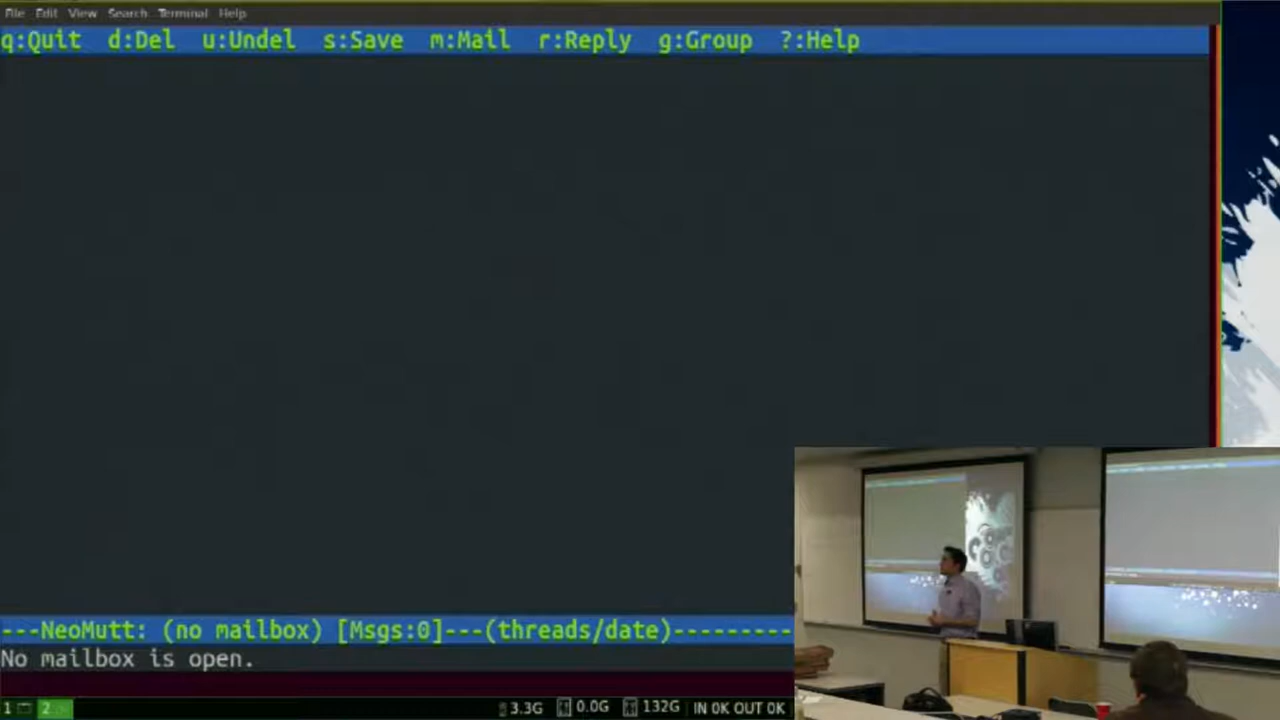 File Edit View Search Terminal Help
q:Quit d:Del u:Undel s:Save m:Mail r:Reply g:Group ?:Help
---NeoMutt: (no mailbox) [Msgs:0]---(threads/date)---------
No mailbox is open.
1 2 3.3G 0.0G 132G IN 0K OUT 0K